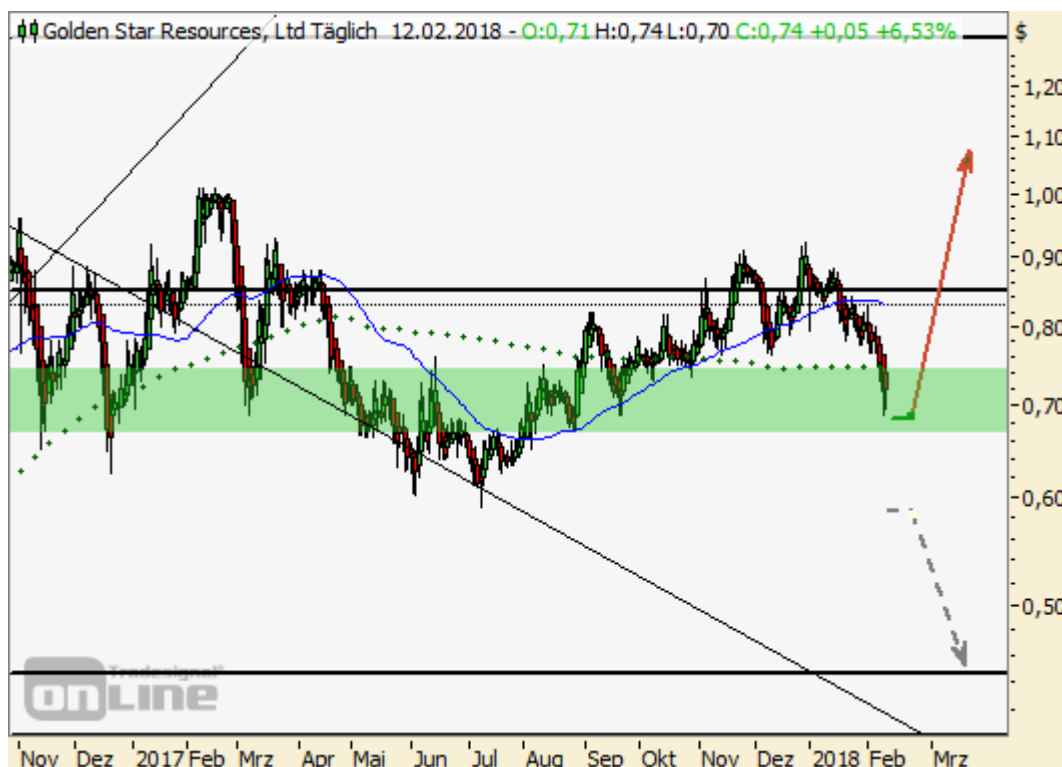 Golden Star Resources, Ltd Täglich 12.02.2018 - O:0,71 H:0,74 L:0,70 C:0,74 +0,05 +6,53% $
1,20
1,10
1,00
0,90
0,80
0,70
0,60
0,50
Tradesignal®
onLine
Nov Dez 2017 Feb Mrz Apr Mai Jun Jul Aug Sep Okt Nov Dez 2018 Feb Mrz